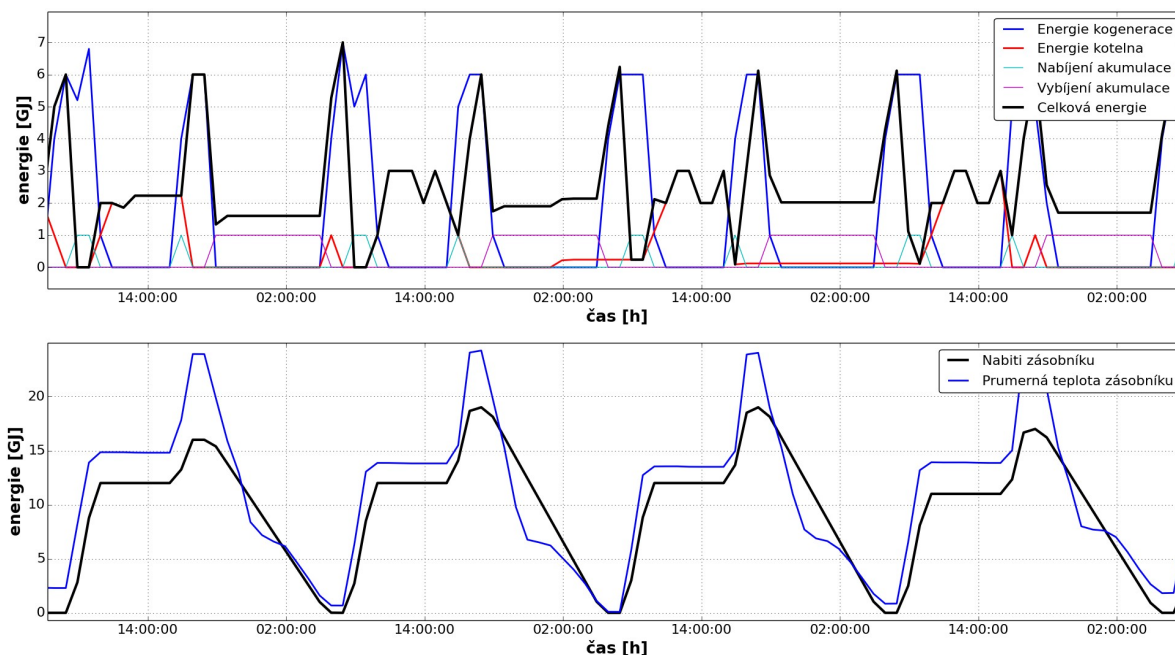 energie [GJ]
7
6
5
4
3
2
1
0
Energie kogenerace
Energie kotelna
Nabíjení akumulace
Vybíjení akumulace
Celková energie
14:00:00 02:00:00 14:00:00 02:00:00 14:00:00 02:00:00 14:00:00 02:00:00
čas [h]
energie [GJ]
20
15
10
5
0
Nabiti zásobníku
Prumerná teplota zásobníku
14:00:00 02:00:00 14:00:00 02:00:00 14:00:00 02:00:00 14:00:00 02:00:00
čas [h]